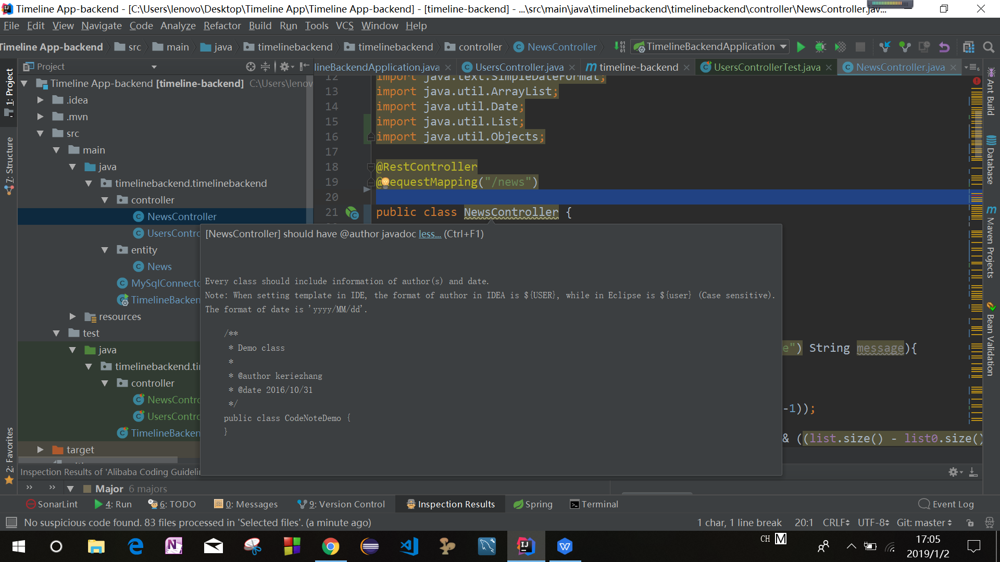 Timeline App-backend - [C:\Users\lenovo\Desktop\Timeline App\Timeline App-backend] - [timeline-backend] - ...\src\main\java\timelinebackend\timelinebackend\controller\NewsController.jav...
File Edit View Navigate Code Analyze Refactor Build Run Tools VCS Window Help
Timeline App-backend src main java timelinebackend timelinebackend controller NewsController TimelineBackendApplication
Project
lineBackendApplication.java UsersController.java timeline-backend UsersControllerTest.java NewsController.java
1: Project
7: Structure
2: Favorites
Timeline App-backend [timeline-backend] C:\Users\lenov
.idea
.mvn
src
main
java
timelinebackend.timelinebackend
controller
NewsController
UsersContro
entity
News
MySqlConnecto
TimelineBacken
resources
test
java
timelinebackend.ti
controller
NewsContro
UsersContro
TimelineBacken
target
12 import java.text.SimpleDateFormat;
13 import java.util.ArrayList;
14 import java.util.Date;
15 import java.util.List;
16 import java.util.Objects;
17
18 @RestController
19 @RequestMapping("/news")
20
21 public class NewsController {
[NewsController] should have @author javadoc less... (Ctrl+F1)
Every class should include information of author(s) and date.
Note: When setting template in IDE, the format of author in IDEA is ${USER}, while in Eclipse is ${user} (Case sensitive).
The format of date is 'yyyy/MM/dd'.
/**
* Demo class
*
* @author keriezhang
* @date 2016/10/31
*/
public class CodeNoteDemo {
}
e") String message){
-1));
& ((list.size() - list0.size()
Ant Build
Database
Maven Projects
Bean Validation
Inspection Results of 'Alibaba Coding Guidelin
Major 6 majors
SonarLint 4: Run 6: TODO 0: Messages 9: Version Control Inspection Results Spring Terminal Event Log
No suspicious code found. 83 files processed in 'Selected files'. (a minute ago) 1 char, 1 line break 20:1 CRLF UTF-8 Git: master
CH M
17:05
2019/1/2